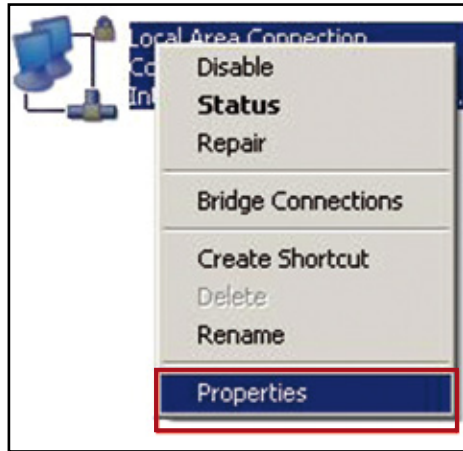 Local Area Connection
Disable
Status
Repair
Bridge Connections
Create Shortcut
Delete
Rename
Properties